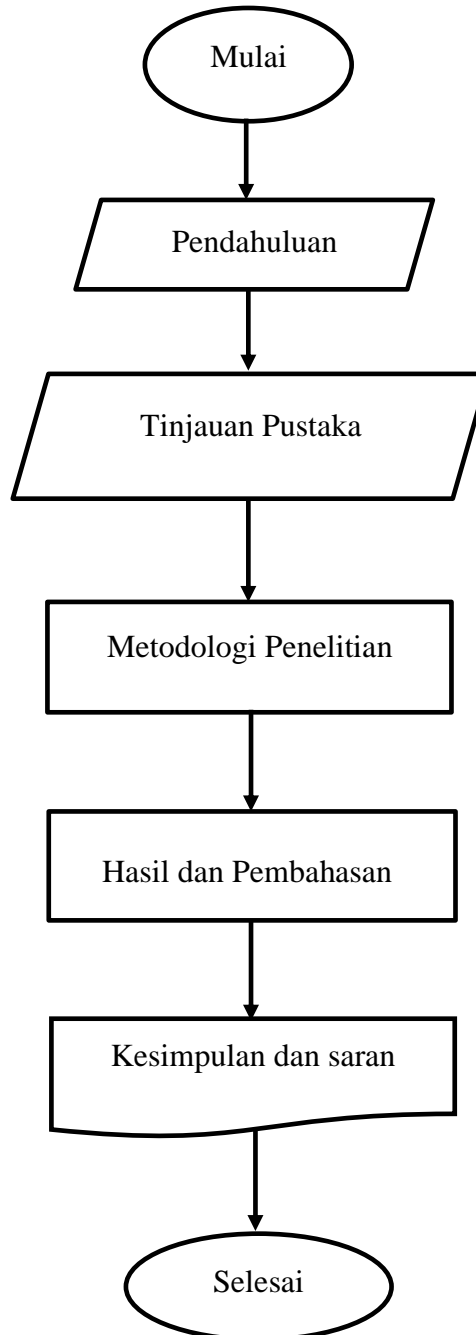 Mulai
Pendahuluan
Tinjauan Pustaka
Metodologi Penelitian
Hasil dan Pembahasan
Kesimpulan dan saran
Selesai